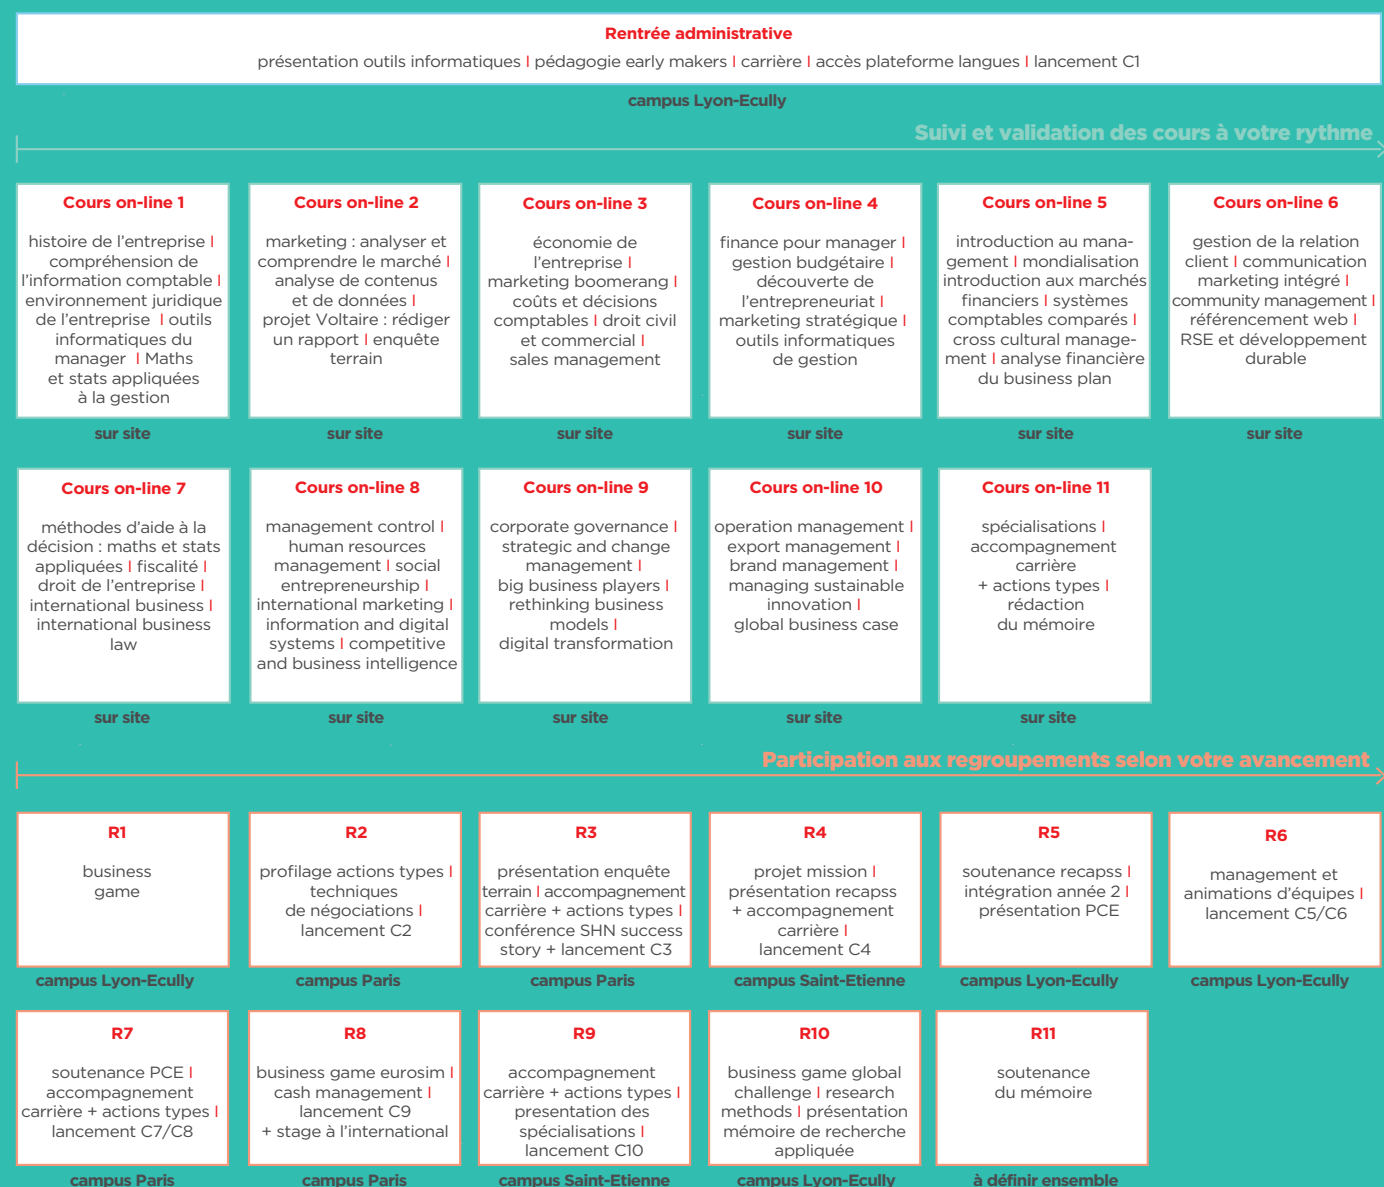 Rentrée administrative
présentation outils informatiques I pédagogie early makers I carrière I accès plateforme langues I lancement C1
campus Lyon-Ecully
Suivi et validation des cours à votre rythme
Cours on-line 1
histoire de l'entreprise I
compréhension de
l'information comptable I
environnement juridique
de l'entreprise I outils
informatiques du
manager I Maths
et stats appliquées
à la gestion
sur site
Cours on-line 2
marketing : analyser et
comprendre le marché I
analyse de contenus
et de données I
projet Voltaire : rédiger
un rapport I enquête
terrain
sur site
Cours on-line 3
économie de
l'entreprise I
marketing boomerang I
coûts et décisions
comptables I droit civil
et commercial I
sales management
sur site
Cours on-line 4
finance pour manager I
gestion budgétaire I
découverte de
l'entrepreneuriat I
marketing stratégique I
outils informatiques
de gestion
sur site
Cours on-line 5
introduction au mana-
gement I mondialisation
introduction aux marchés
financiers I systèmes
comptables comparés I
cross cultural manage-
ment I analyse financière
du business plan
sur site
Cours on-line 6
gestion de la relation
client I communication
marketing intégré I
community management I
référencement web I
RSE et développement
durable
sur site
Cours on-line 7
méthodes d'aide à la
décision : maths et stats
appliquées I fiscalité I
droit de l'entreprise I
international business I
international business
law
sur site
Cours on-line 8
management control I
human resources
management I social
entrepreneurship I
international marketing I
information and digital
systems I competitive
and business intelligence
sur site
Cours on-line 9
corporate governance I
strategic and change
management I
big business players I
rethinking business
models I
digital transformation
sur site
Cours on-line 10
operation management I
export management I
brand management I
managing sustainable
innovation I
global business case
sur site
Cours on-line 11
spécialisations I
accompagnement
carrière
+ actions types I
rédaction
du mémoire
sur site
Participation aux regroupements selon votre avancement
R1
business
game
campus Lyon-Ecully
R2
profilage actions types I
techniques
de négociations I
lancement C2
campus Paris
R3
présentation enquête
terrain I accompagnement
carrière + actions types I
conférence SHN success
story + lancement C3
campus Paris
R4
projet mission I
présentation recapss
+ accompagnement
carrière I
lancement C4
campus Saint-Etienne
R5
soutenance recapss I
intégration année 2 I
présentation PCE
campus Lyon-Ecully
R6
management et
animations d'équipes I
lancement C5/C6
campus Lyon-Ecully
R7
soutenance PCE I
accompagnement
carrière + actions types I
lancement C7/C8
campus Paris
R8
business game eurosim I
cash management I
lancement C9
+ stage à l'international
campus Paris
R9
accompagnement
carrière + actions types I
presentation des
spécialisations I
lancement C10
campus Saint-Etienne
R10
business game global
challenge I research
methods I présentation
mémoire de recherche
appliquée
campus Lyon-Ecully
R11
soutenance
du mémoire
à définir ensemble